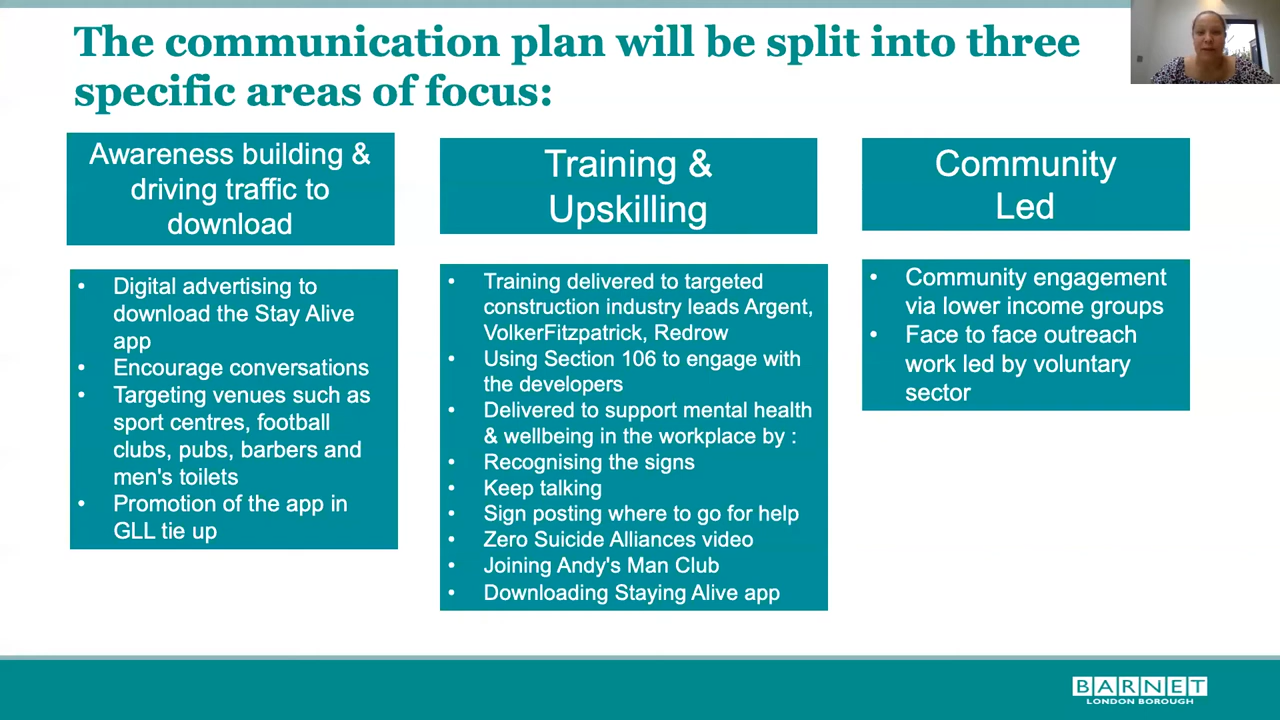 The communication plan will be split into three
specific areas of focus:
Awareness building &
driving traffic to
download
• Digital advertising to
download the Stay Alive
app
• Encourage conversations
• Targeting venues such as
sport centres, football
clubs, pubs, barbers and
men's toilets
• Promotion of the app in
GLL tie up
Training &
Upskilling
• Training delivered to targeted
construction industry leads Argent,
VolkerFitzpatrick, Redrow
• Using Section 106 to engage with
the developers
• Delivered to support mental health
& wellbeing in the workplace by :
• Recognising the signs
• Keep talking
• Sign posting where to go for help
• Zero Suicide Alliances video
• Joining Andy's Man Club
• Downloading Staying Alive app
Community
Led
• Community engagement
via lower income groups
• Face to face outreach
work led by voluntary
sector
BARNET
LONDON BOROUGH